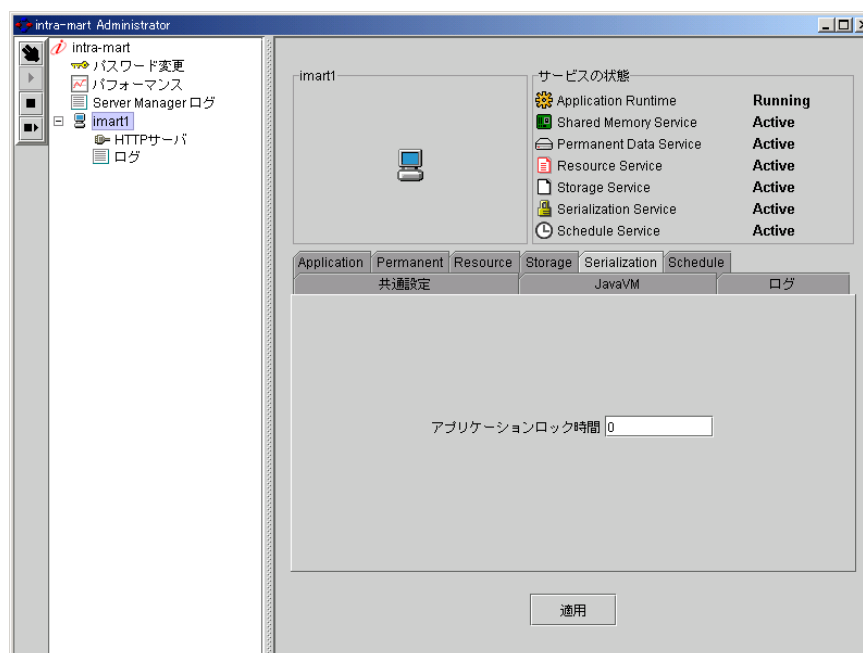 intra-mart Administrator
intra-mart
パスワード変更
パフォーマンス
Server Manager ログ
imart1
HTTPサーバ
ログ
imart1
サービスの状態
Application Runtime Running
Shared Memory Service Active
Permanent Data Service Active
Resource Service Active
Storage Service Active
Serialization Service Active
Schedule Service Active
Application Permanent Resource Storage Serialization Schedule
共通設定 JavaVM ログ
アプリケーションロック時間 0
適用